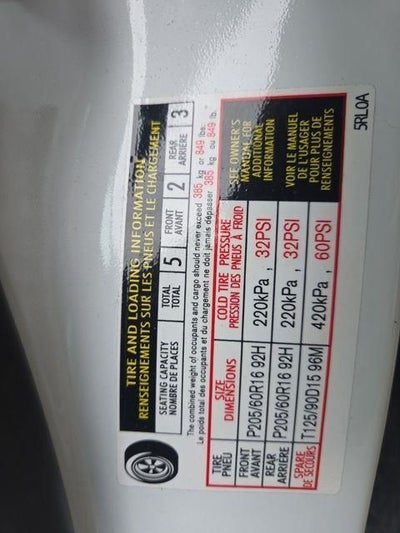 TIRE AND LOADING INFORMATION
RENSEIGNEMENTS SUR LES PNEUS ET LE CHARGEMENT
SEATING CAPACITY
NOMBRE DE PLACES
TOTAL
TOTAL
5
FRONT
AVANT
2
REAR
ARRIÈRE
3
The combined weight of occupants and cargo should never exceed 385 kg or 849 lbs.
Le poids total des occupants et du chargement ne doit jamais dépasser 385 kg ou 849 lb.
TIRE
PNEU
SIZE
DIMENSIONS
COLD TIRE PRESSURE
PRESSION DES PNEUS À FROID
SEE OWNER'S
MANUAL FOR
ADDITIONAL
INFORMATION
FRONT
AVANT
P205/60R16 92H
220kPa , 32PSI
REAR
ARRIÈRE
P205/60R16 92H
220kPa , 32PSI
VOIR LE MANUEL
DE L'USAGER
POUR PLUS DE
RENSEIGNEMENTS
SPARE
DE SECOURS
T125/90D15 96M
420kPa , 60PSI
5RL0A